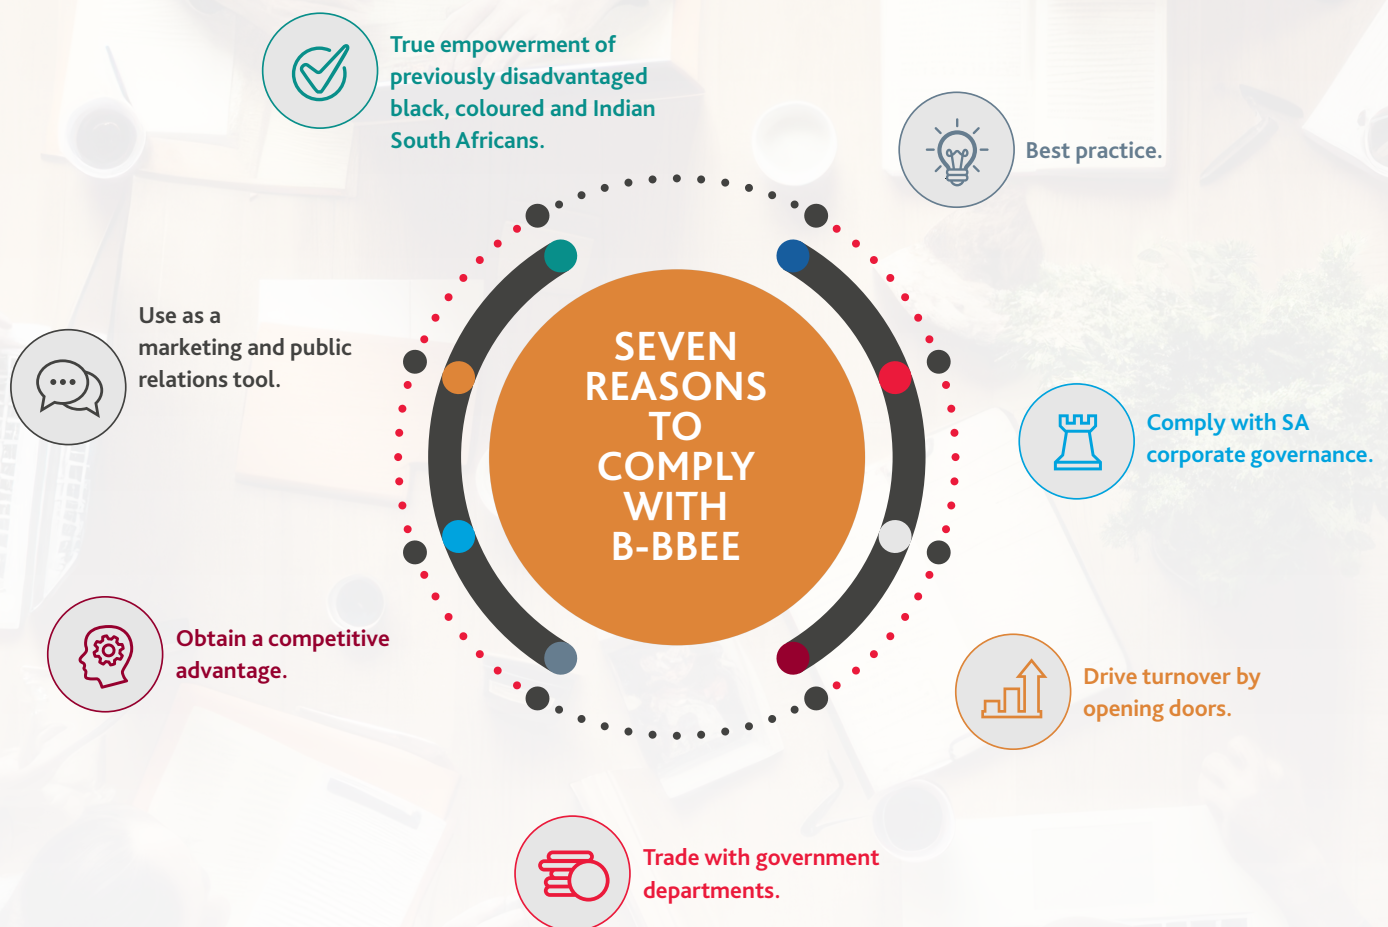 True empowerment of
previously disadvantaged
black, coloured and Indian
South Africans.
Best practice.
Use as a
marketing and public
relations tool.
SEVEN
REASONS
TO
COMPLY
WITH
B-BBEE
Comply with SA
corporate governance.
Obtain a competitive
advantage.
Drive turnover by
opening doors.
Trade with government
departments.